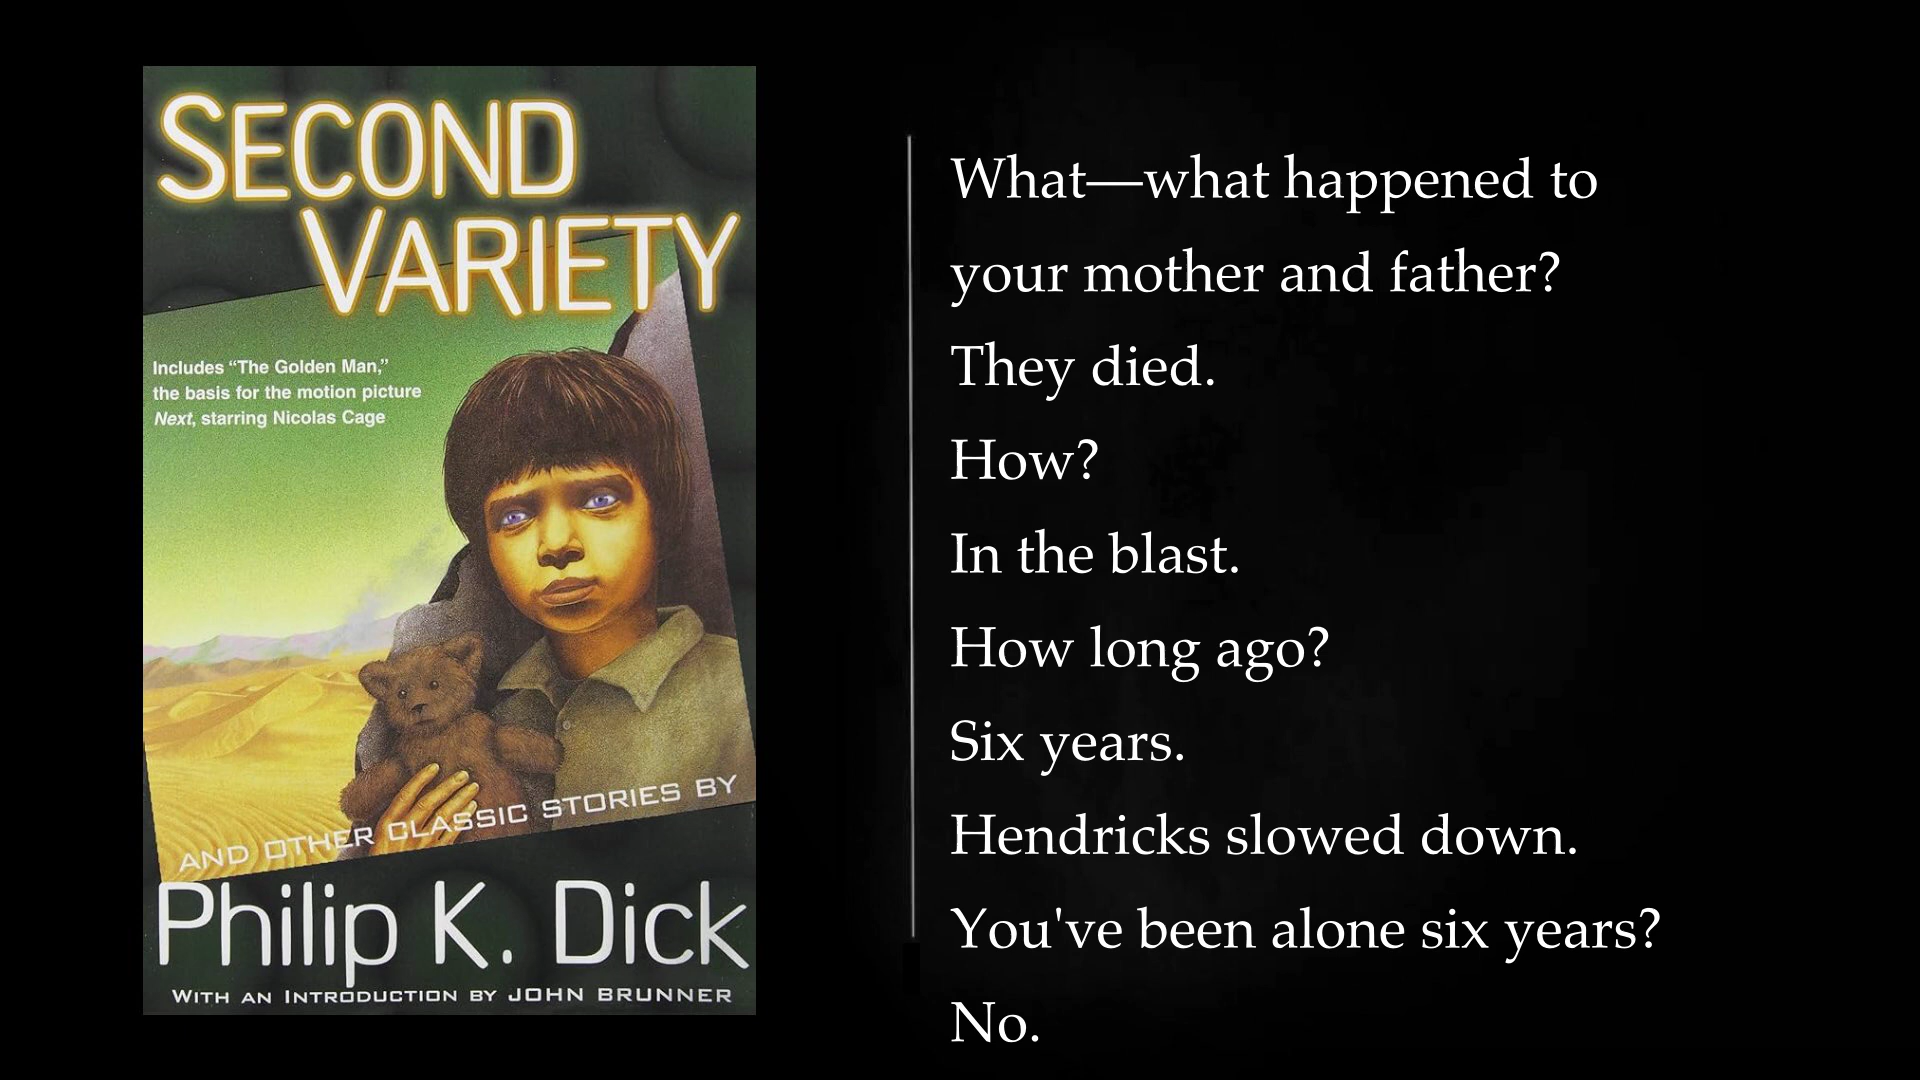 SECOND
VARIETY
Includes “The Golden Man,”
the basis for the motion picture
Next, starring Nicolas Cage
AND OTHER CLASSIC STORIES BY
Philip K. Dick
WITH AN INTRODUCTION BY JOHN BRUNNER
What—what happened to
your mother and father?
They died.
How?
In the blast.
How long ago?
Six years.
Hendricks slowed down.
You've been alone six years?
No.